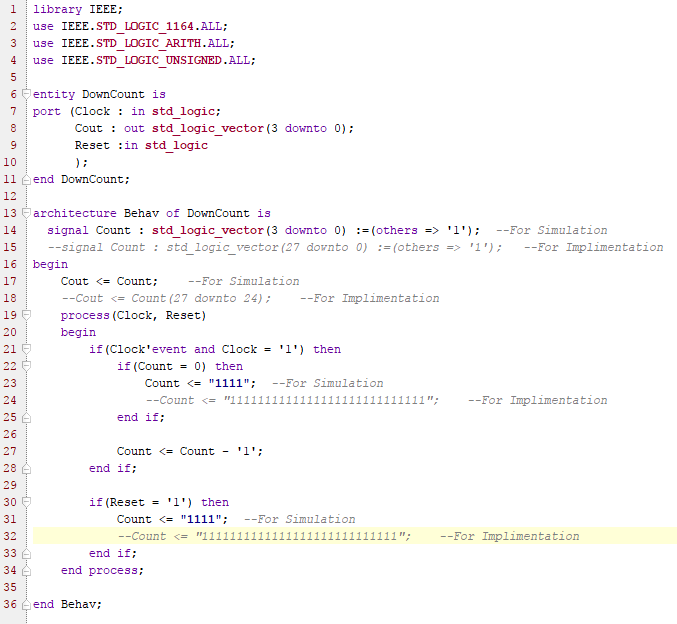 1 library IEEE;
2 use IEEE.STD_LOGIC_1164.ALL;
3 use IEEE.STD_LOGIC_ARITH.ALL;
4 use IEEE.STD_LOGIC_UNSIGNED.ALL;
5
6 entity DownCount is
7 port (Clock : in std_logic;
8       Cout : out std_logic_vector(3 downto 0);
9       Reset :in std_logic
10       );
11 end DownCount;
12
13 architecture Behav of DownCount is
14   signal Count : std_logic_vector(3 downto 0) :=(others => '1');  --For Simulation
15   --signal Count : std_logic_vector(27 downto 0) :=(others => '1');   --For Implimentation
16 begin
17     Cout <= Count;    --For Simulation
18     --Cout <= Count(27 downto 24);    --For Implimentation
19     process(Clock, Reset)
20     begin
21         if(Clock'event and Clock = '1') then
22             if(Count = 0) then
23                 Count <= "1111";  --For Simulation
24                 --Count <= "1111111111111111111111111111";    --For Implimentation
25             end if;
26
27             Count <= Count - '1';
28         end if;
29
30         if(Reset = '1') then
31             Count <= "1111";  --For Simulation
32             --Count <= "1111111111111111111111111111";    --For Implimentation
33         end if;
34     end process;
35
36 end Behav;